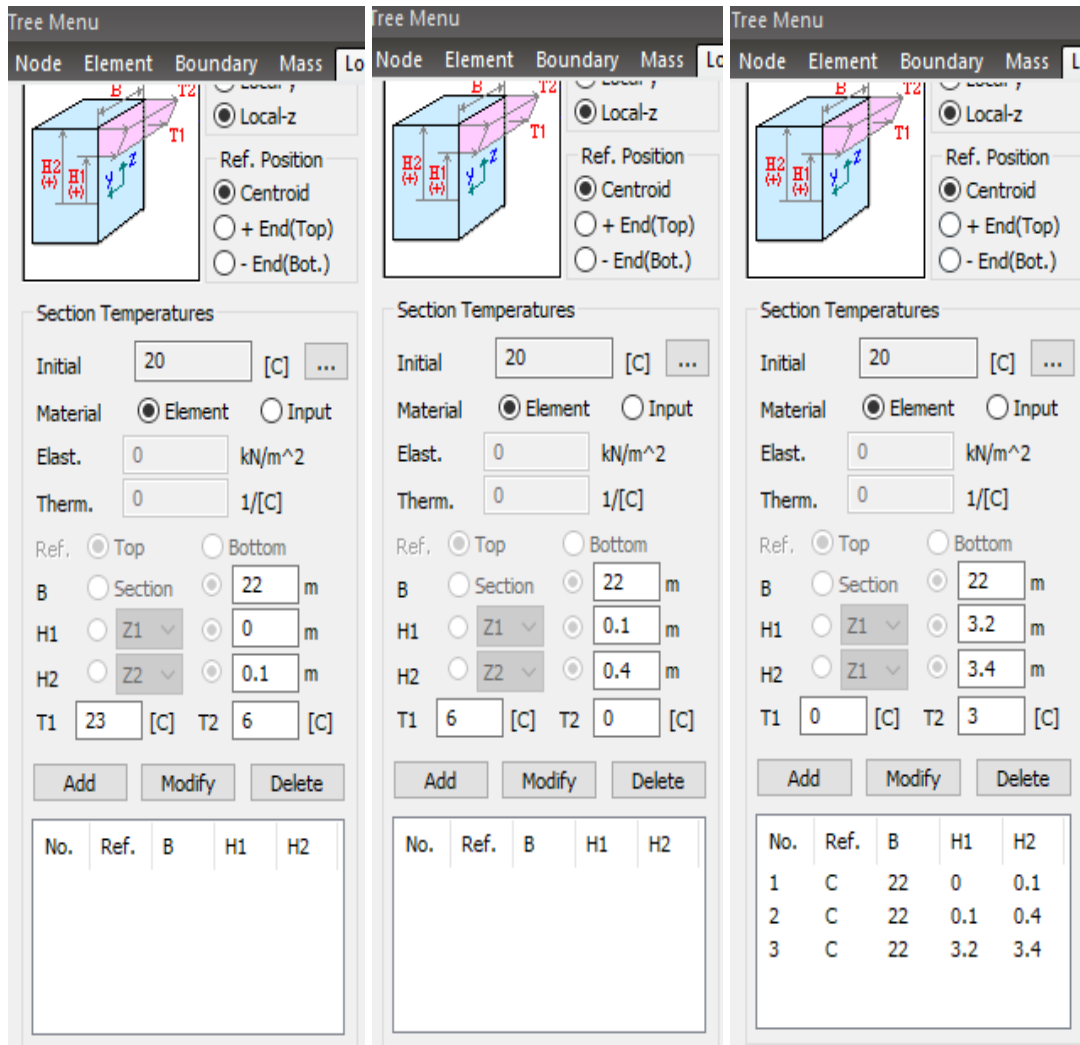 Tree Menu
Node Element Boundary Mass Lo
B T2
T1
H2 (+) H1 (+) y z
Local-z
Ref. Position
Centroid
+ End(Top)
- End(Bot.)
Section Temperatures
Initial 20 [C] ...
Material Element Input
Elast. 0 kN/m^2
Therm. 0 1/[C]
Ref. Top Bottom
B Section 22 m
H1 Z1 0 m
H2 Z2 0.1 m
T1 23 [C] T2 6 [C]
Add Modify Delete
No. Ref. B H1 H2
Tree Menu
Node Element Boundary Mass Lo
B T2
T1
H2 (+) H1 (+) y z
Local-z
Ref. Position
Centroid
+ End(Top)
- End(Bot.)
Section Temperatures
Initial 20 [C] ...
Material Element Input
Elast. 0 kN/m^2
Therm. 0 1/[C]
Ref. Top Bottom
B Section 22 m
H1 Z1 0.1 m
H2 Z2 0.4 m
T1 6 [C] T2 0 [C]
Add Modify Delete
No. Ref. B H1 H2
Tree Menu
Node Element Boundary Mass L
B T2
T1
H2 (+) H1 (+) y z
Local-z
Ref. Position
Centroid
+ End(Top)
- End(Bot.)
Section Temperatures
Initial 20 [C] ...
Material Element Input
Elast. 0 kN/m^2
Therm. 0 1/[C]
Ref. Top Bottom
B Section 22 m
H1 Z1 3.2 m
H2 Z1 3.4 m
T1 0 [C] T2 3 [C]
Add Modify Delete
No. Ref. B H1 H2
1 C 22 0 0.1
2 C 22 0.1 0.4
3 C 22 3.2 3.4